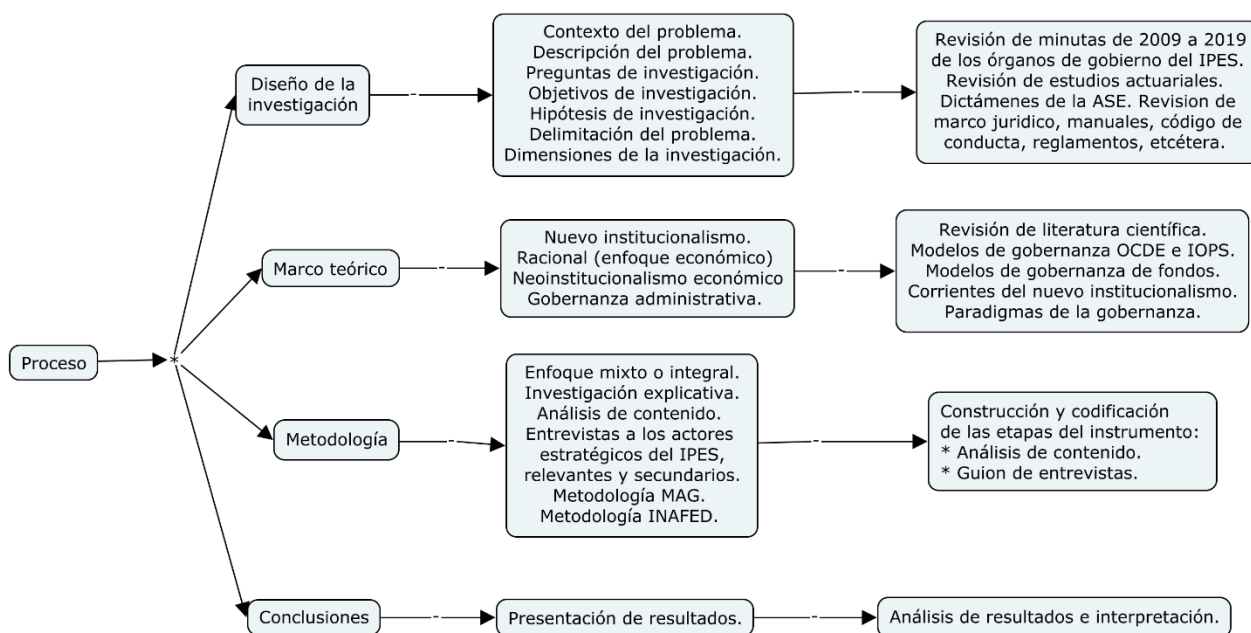 Proceso
*
Diseño de la
investigación
-
Contexto del problema.
Descripción del problema.
Preguntas de investigación.
Objetivos de investigación.
Hipótesis de investigación.
Delimitación del problema.
Dimensiones de la investigación.
-
Revisión de minutas de 2009 a 2019
de los órganos de gobierno del IPES.
Revisión de estudios actuariales.
Dictámenes de la ASE. Revision de
marco juridico, manuales, código de
conducta, reglamentos, etcétera.
Marco teórico
-
Nuevo institucionalismo.
Racional (enfoque económico)
Neoinstitucionalismo económico
Gobernanza administrativa.
-
Revisión de literatura científica.
Modelos de gobernanza OCDE e IOPS.
Modelos de gobernanza de fondos.
Corrientes del nuevo institucionalismo.
Paradigmas de la gobernanza.
Metodología
-
Enfoque mixto o integral.
Investigación explicativa.
Análisis de contenido.
Entrevistas a los actores
estratégicos del IPES,
relevantes y secundarios.
Metodología MAG.
Metodología INAFED.
-
Construcción y codificación
de las etapas del instrumento:
* Análisis de contenido.
* Guion de entrevistas.
Conclusiones
-
Presentación de resultados.
-
Análisis de resultados e interpretación.